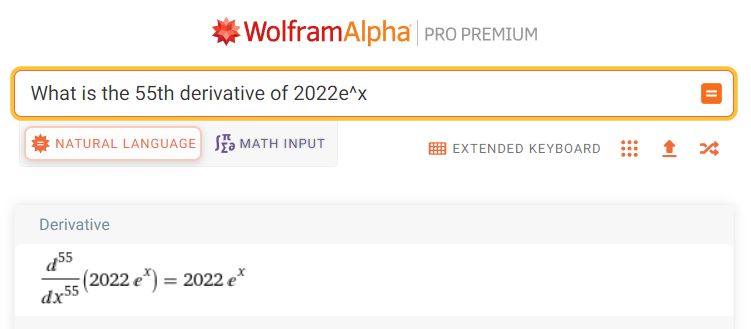 WolframAlpha PRO PREMIUM
What is the 55th derivative of 2022e^x
NATURAL LANGUAGE
MATH INPUT
EXTENDED KEYBOARD
Derivative
d^55/dx^55 (2022 e^x) = 2022 e^x